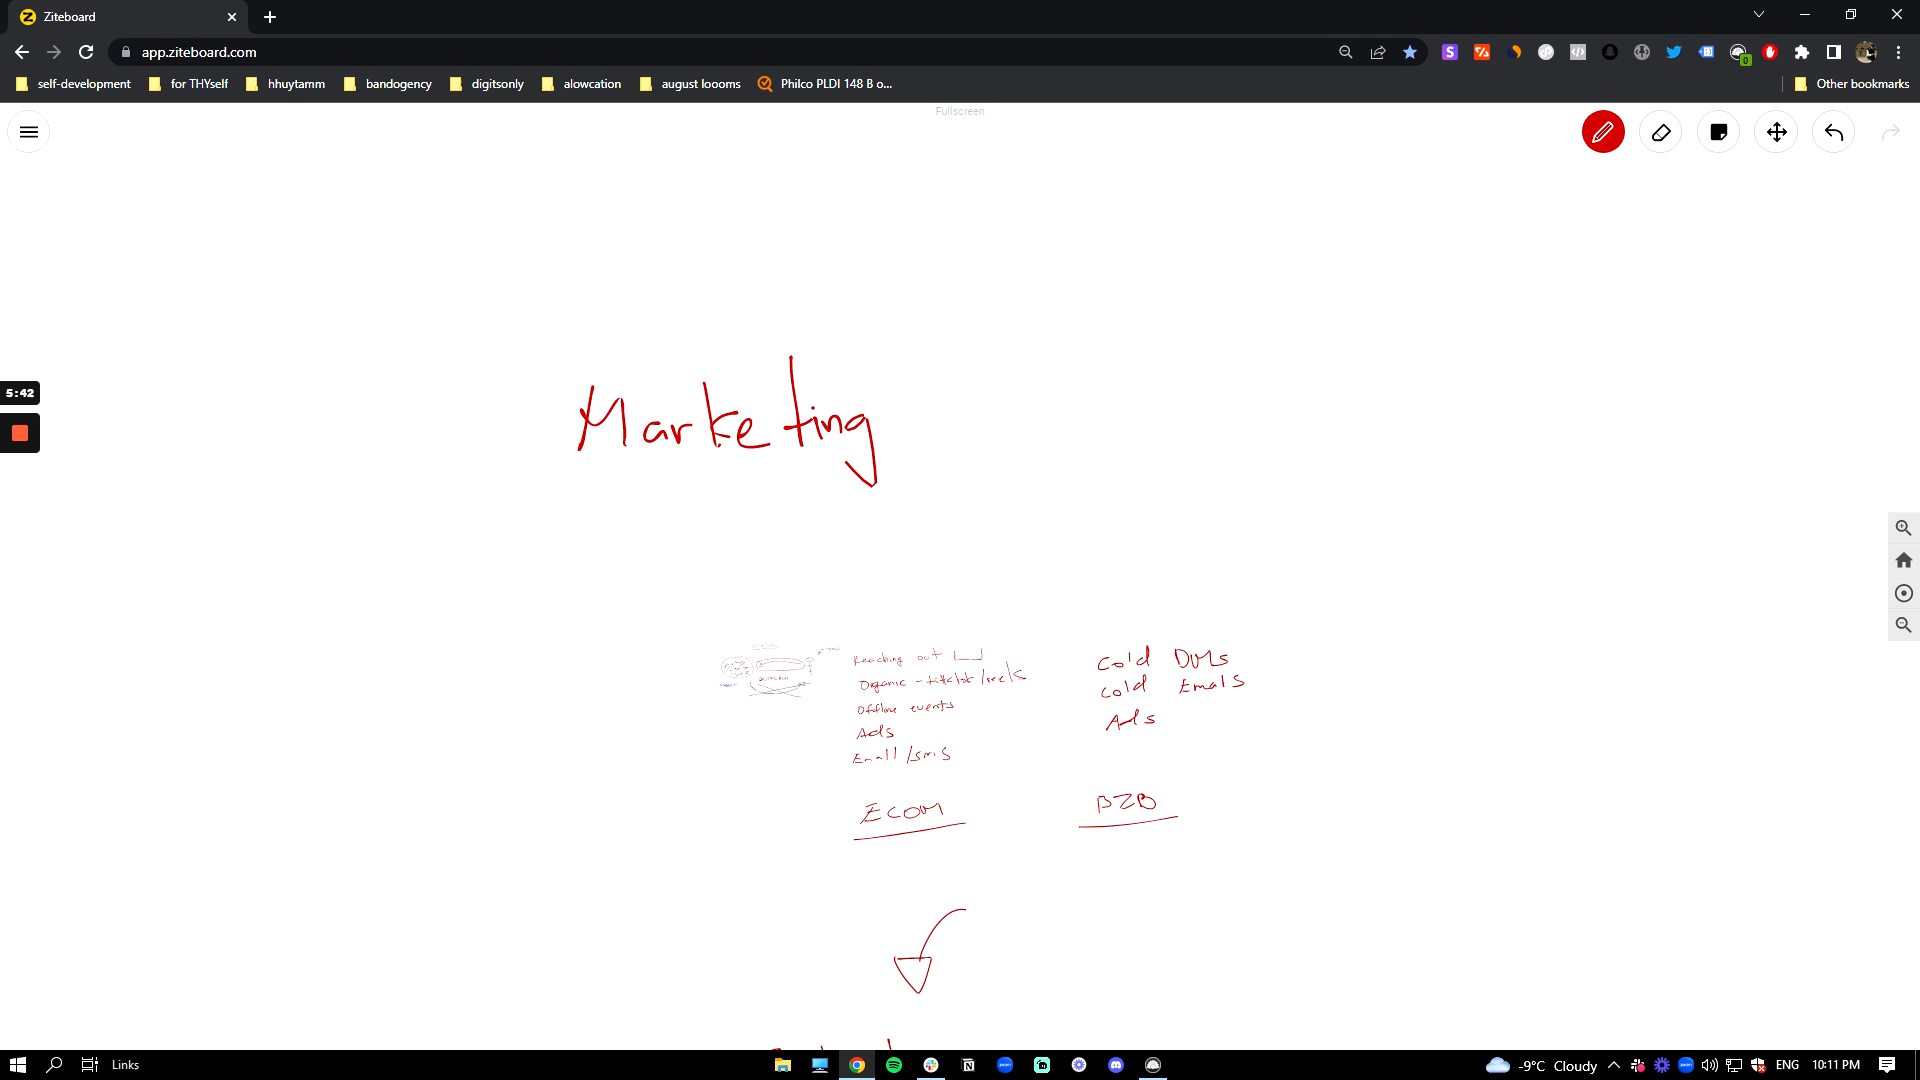 Ziteboard
app.ziteboard.com
0
self-development
for THYself
hhuytamm
bandogency
digitsonly
alowcation
august loooms
Philco PLDI 148 B o...
Other bookmarks
Fullscreen
5:42
Marketing
Reaching out
Organic - tiktok/reels
Offline events
Ads
Email/sms
ECOM
Cold DMs
Cold Emails
Ads
B2B
Links
-9°C Cloudy
ENG
10:11 PM